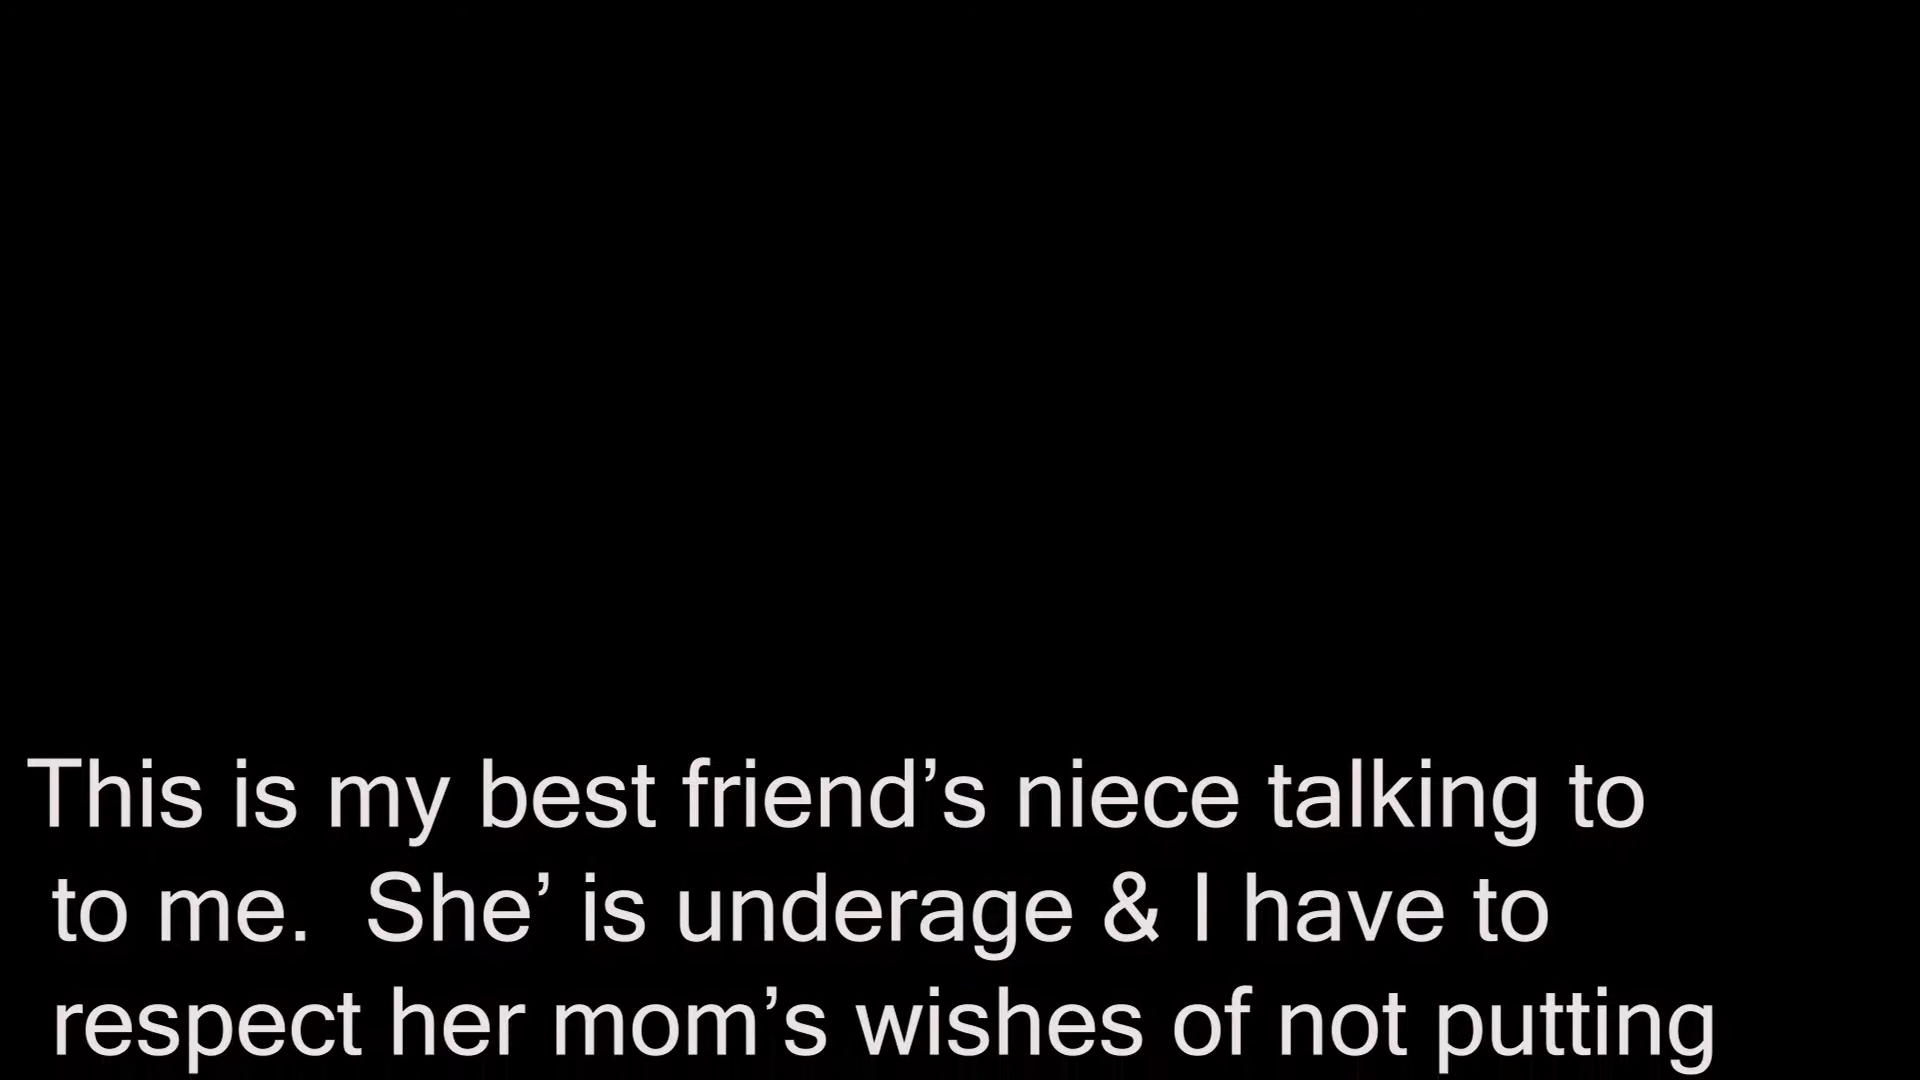 This is my best friend’s niece talking to
to me.  She’ is underage & I have to
respect her mom’s wishes of not putting